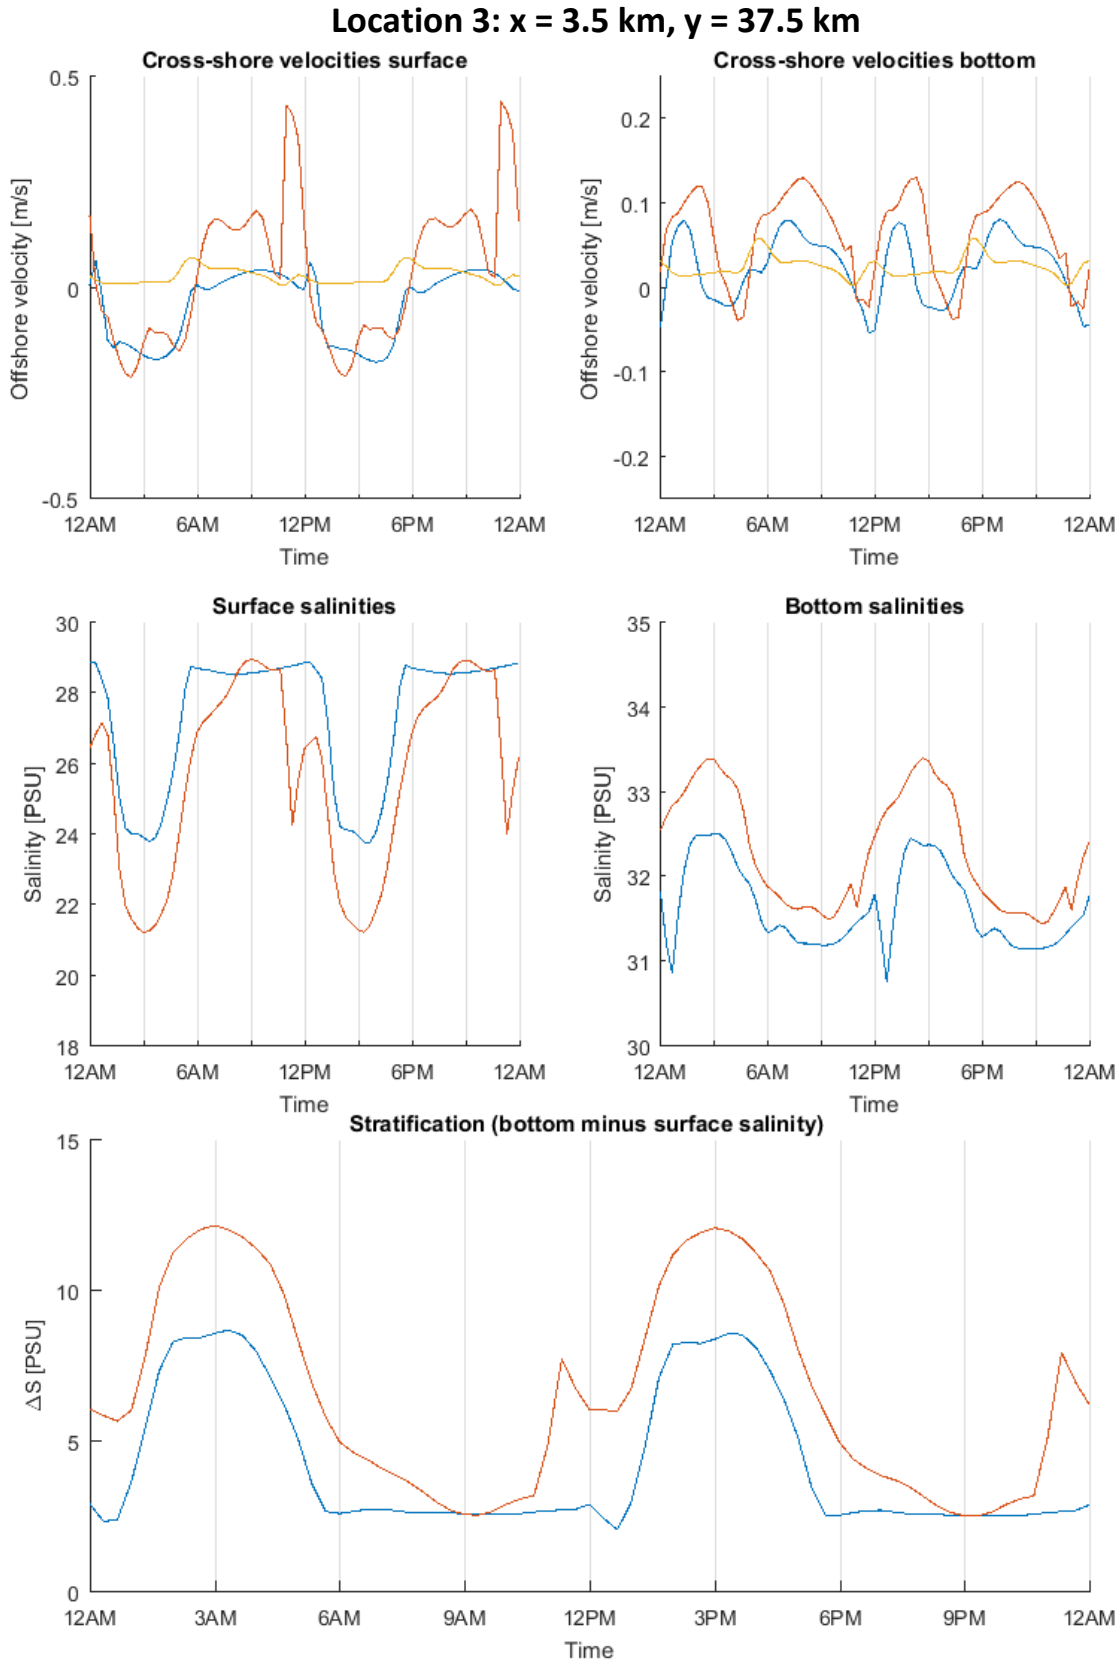 Location 3: x = 3.5 km, y = 37.5 km
Cross-shore velocities surface
Offshore velocity [m/s]
0.5
0
-0.5
12AM 6AM 12PM 6PM 12AM
Time
Cross-shore velocities bottom
Offshore velocity [m/s]
0.2
0.1
0
-0.1
-0.2
12AM 6AM 12PM 6PM 12AM
Time
Surface salinities
Salinity [PSU]
30
28
26
24
22
20
18
12AM 6AM 12PM 6PM 12AM
Time
Bottom salinities
Salinity [PSU]
35
34
33
32
31
30
12AM 6AM 12PM 6PM 12AM
Time
Stratification (bottom minus surface salinity)
ΔS [PSU]
15
10
5
0
12AM 3AM 6AM 9AM 12PM 3PM 6PM 9PM 12AM
Time